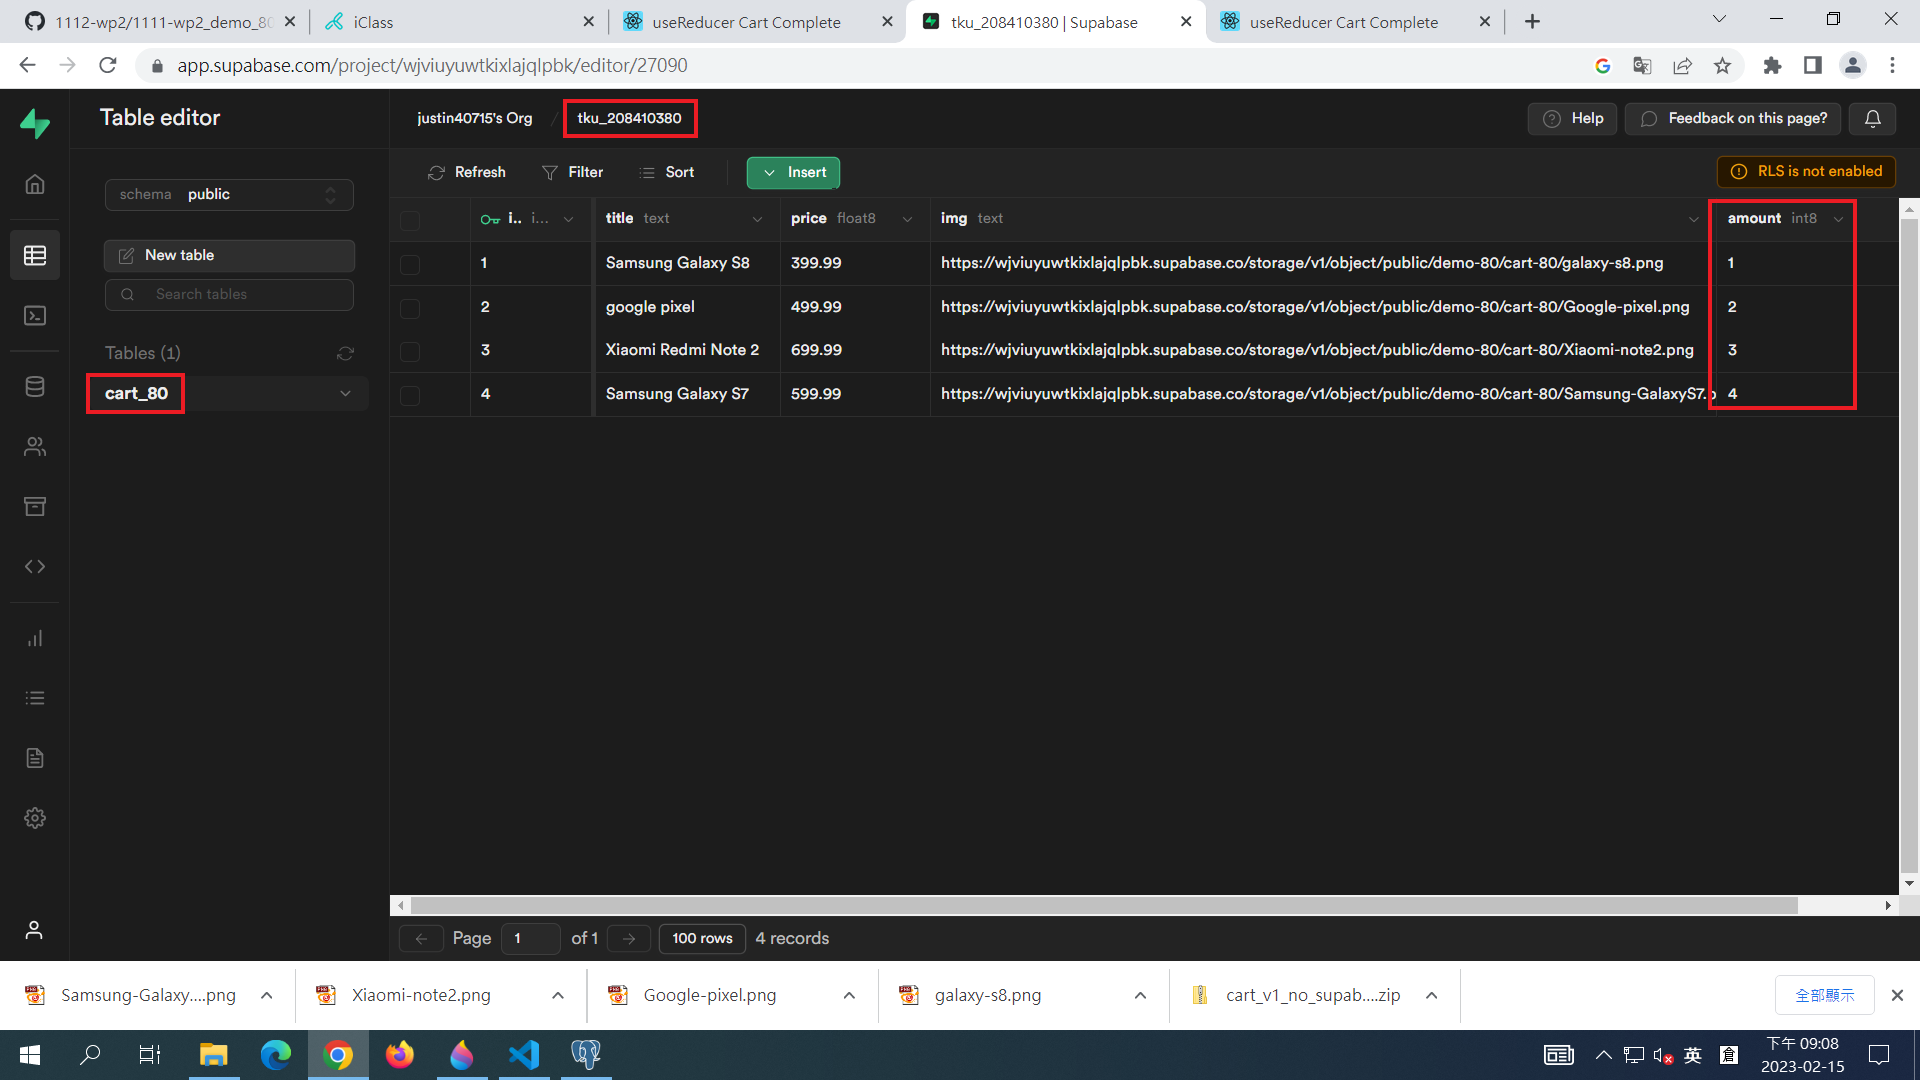 1112-wp2/1111-wp2_demo_80
iClass
useReducer Cart Complete
tku_208410380 | Supabase
useReducer Cart Complete
app.supabase.com/project/wjviuyuwtkixlajqlpbk/editor/27090
Table editor
justin40715's Org / tku_208410380
Help
Feedback on this page?
Refresh
Filter
Sort
Insert
RLS is not enabled
schema public
New table
Search tables
Tables (1)
cart_80
i.. i... title text price float8 img text amount int8
1 Samsung Galaxy S8 399.99 https://wjviuyuwtkixlajqlpbk.supabase.co/storage/v1/object/public/demo-80/cart-80/galaxy-s8.png 1
2 google pixel 499.99 https://wjviuyuwtkixlajqlpbk.supabase.co/storage/v1/object/public/demo-80/cart-80/Google-pixel.png 2
3 Xiaomi Redmi Note 2 699.99 https://wjviuyuwtkixlajqlpbk.supabase.co/storage/v1/object/public/demo-80/cart-80/Xiaomi-note2.png 3
4 Samsung Galaxy S7 599.99 https://wjviuyuwtkixlajqlpbk.supabase.co/storage/v1/object/public/demo-80/cart-80/Samsung-GalaxyS7.p 4
Page 1 of 1 100 rows 4 records
Samsung-Galaxy....png
Xiaomi-note2.png
Google-pixel.png
galaxy-s8.png
cart_v1_no_supab....zip
全部顯示
英
倉
下午 09:08
2023-02-15